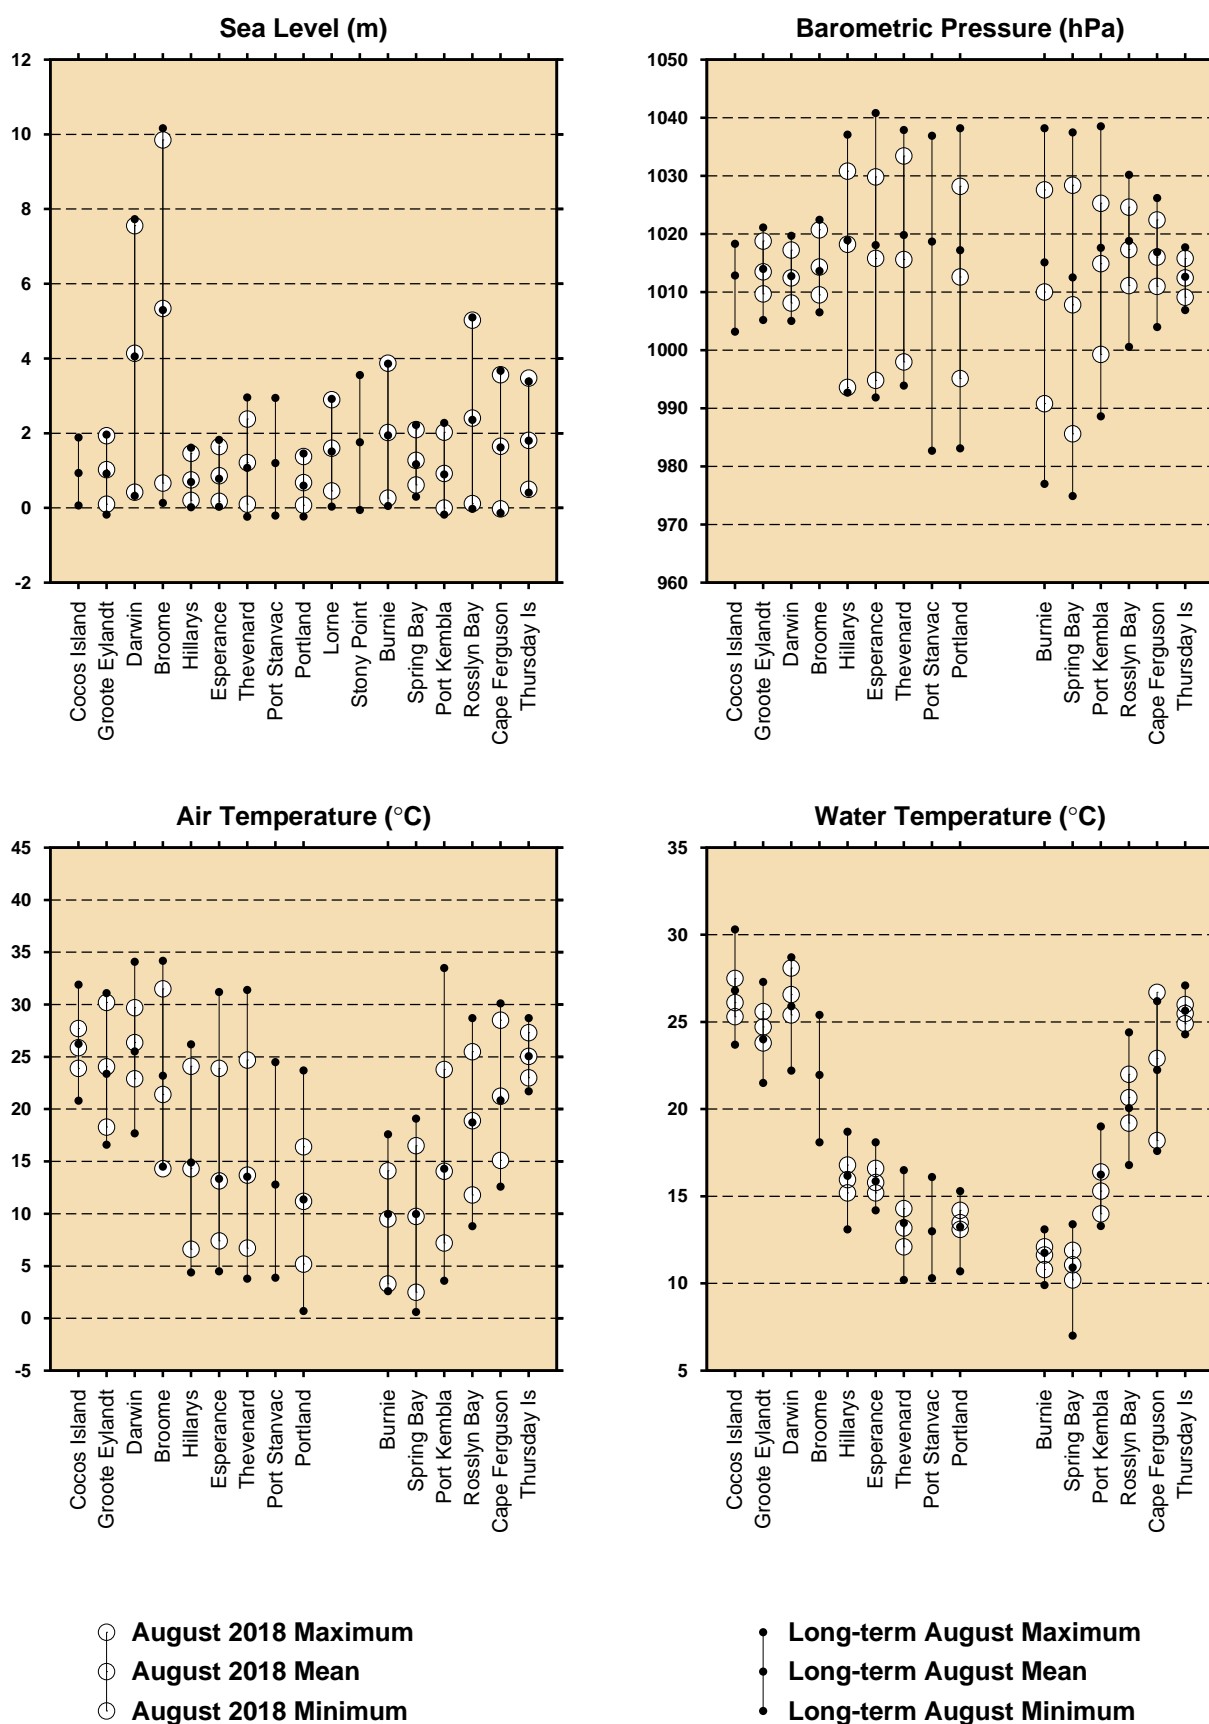 Sea Level (m)
12
10
8
6
4
2
0
-2
Cocos Island
Groote Eylandt
Darwin
Broome
Hillarys
Esperance
Thevenard
Port Stanvac
Portland
Lorne
Stony Point
Burnie
Spring Bay
Port Kembla
Rosslyn Bay
Cape Ferguson
Thursday Is
Barometric Pressure (hPa)
1050
1040
1030
1020
1010
1000
990
980
970
960
Cocos Island
Groote Eylandt
Darwin
Broome
Hillarys
Esperance
Thevenard
Port Stanvac
Portland
Burnie
Spring Bay
Port Kembla
Rosslyn Bay
Cape Ferguson
Thursday Is
Air Temperature (°C)
45
40
35
30
25
20
15
10
5
0
-5
Cocos Island
Groote Eylandt
Darwin
Broome
Hillarys
Esperance
Thevenard
Port Stanvac
Portland
Burnie
Spring Bay
Port Kembla
Rosslyn Bay
Cape Ferguson
Thursday Is
Water Temperature (°C)
35
30
25
20
15
10
5
Cocos Island
Groote Eylandt
Darwin
Broome
Hillarys
Esperance
Thevenard
Port Stanvac
Portland
Burnie
Spring Bay
Port Kembla
Rosslyn Bay
Cape Ferguson
Thursday Is
August 2018 Maximum
August 2018 Mean
August 2018 Minimum
Long-term August Maximum
Long-term August Mean
Long-term August Minimum